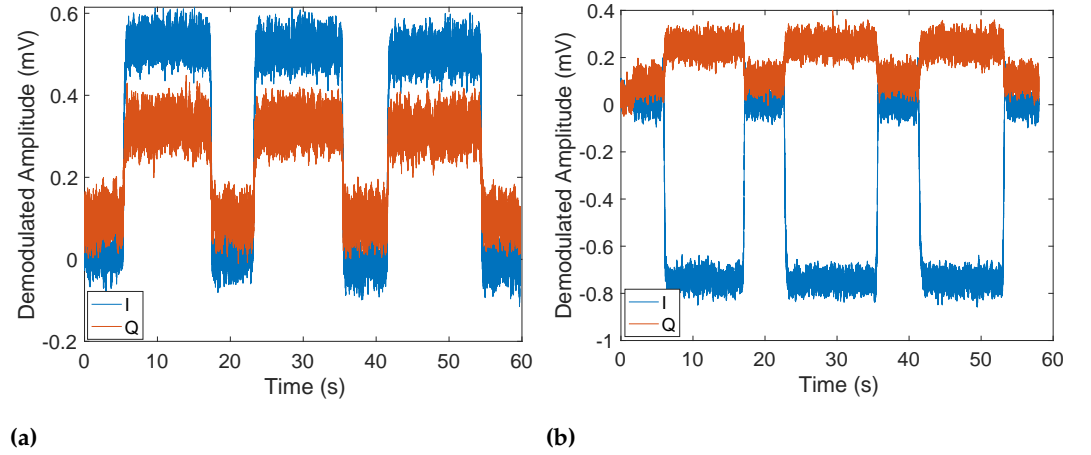 Demodulated Amplitude (mV)
0.6
0.4
0.2
0
-0.2
I
Q
0 10 20 30 40 50 60
Time (s)
(a)
Demodulated Amplitude (mV)
0.4
0.2
0
-0.2
-0.4
-0.6
-0.8
-1
I
Q
0 10 20 30 40 50 60
Time (s)
(b)